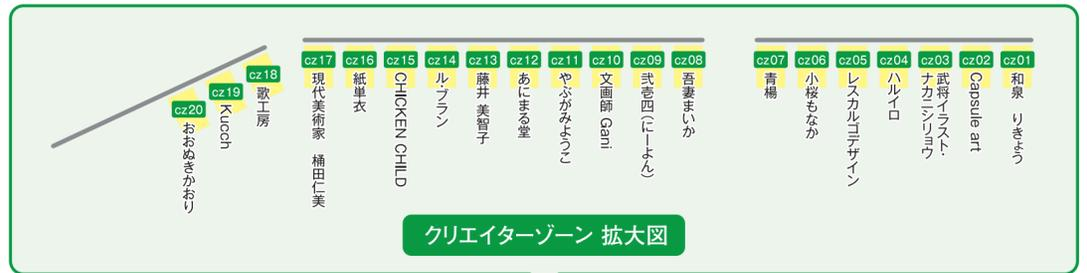 cz01
和泉 りきょう
cz02
Capsule art
cz03
武将イラスト・
ナカニシリョウ
cz04
ハルイロ
cz05
レスカルゴデザイン
cz06
小桜もなか
cz07
青楊
cz08
吾妻まいか
cz09
弐壱四(にーよん)
cz10
文画師 Gani
cz11
やぶがみようこ
cz12
あにまる堂
cz13
藤井 美智子
cz14
ル・ブラン
cz15
CHICKEN CHILD
cz16
紙単衣
cz17
現代美術家 桶田仁美
cz18
歌工房
cz19
Kucch
cz20
おおぬきかおり
クリエイターゾーン 拡大図